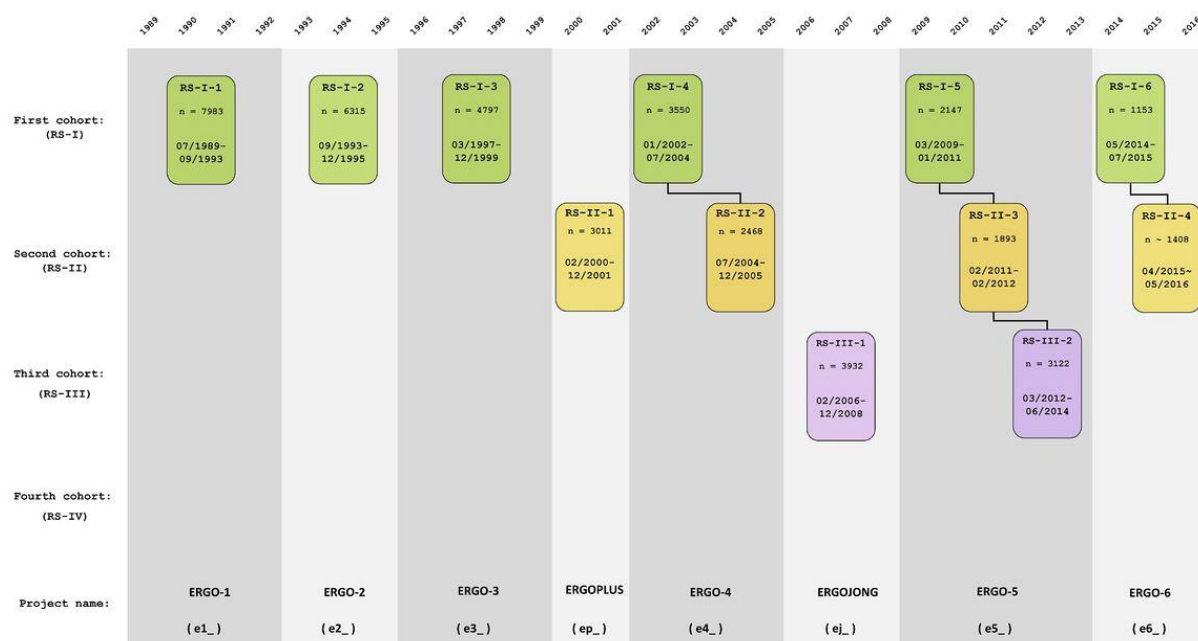 1989 1990 1991 1992 1993 1994 1995 1996 1997 1998 1999 2000 2001 2002 2004 2005 2006 2007 2008 2009 2010 2011 2012 2013 2014 2015 2016
First cohort:
(RS-I)
RS-I-1
n = 7983
07/1989-
09/1993
RS-I-2
n = 6315
09/1993-
12/1995
RS-I-3
n = 4797
03/1997-
12/1999
RS-I-4
n = 3550
01/2002-
07/2004
RS-I-5
n = 2147
03/2009-
01/2011
RS-I-6
n = 1153
05/2014-
07/2015
Second cohort:
(RS-II)
RS-II-1
n = 3011
02/2000-
12/2001
RS-II-2
n = 2468
07/2004-
12/2005
RS-II-3
n = 1893
02/2011-
02/2012
RS-II-4
n ~ 1408
04/2015~
05/2016
Third cohort:
(RS-III)
RS-III-1
n = 3932
02/2006-
12/2008
RS-III-2
n = 3122
03/2012-
06/2014
Fourth cohort:
(RS-IV)
Project name:
ERGO-1
(e1_)
ERGO-2
(e2_)
ERGO-3
(e3_)
ERGOPLUS
(ep_)
ERGO-4
(e4_)
ERGOJONG
(ej_)
ERGO-5
(e5_)
ERGO-6
(e6_)